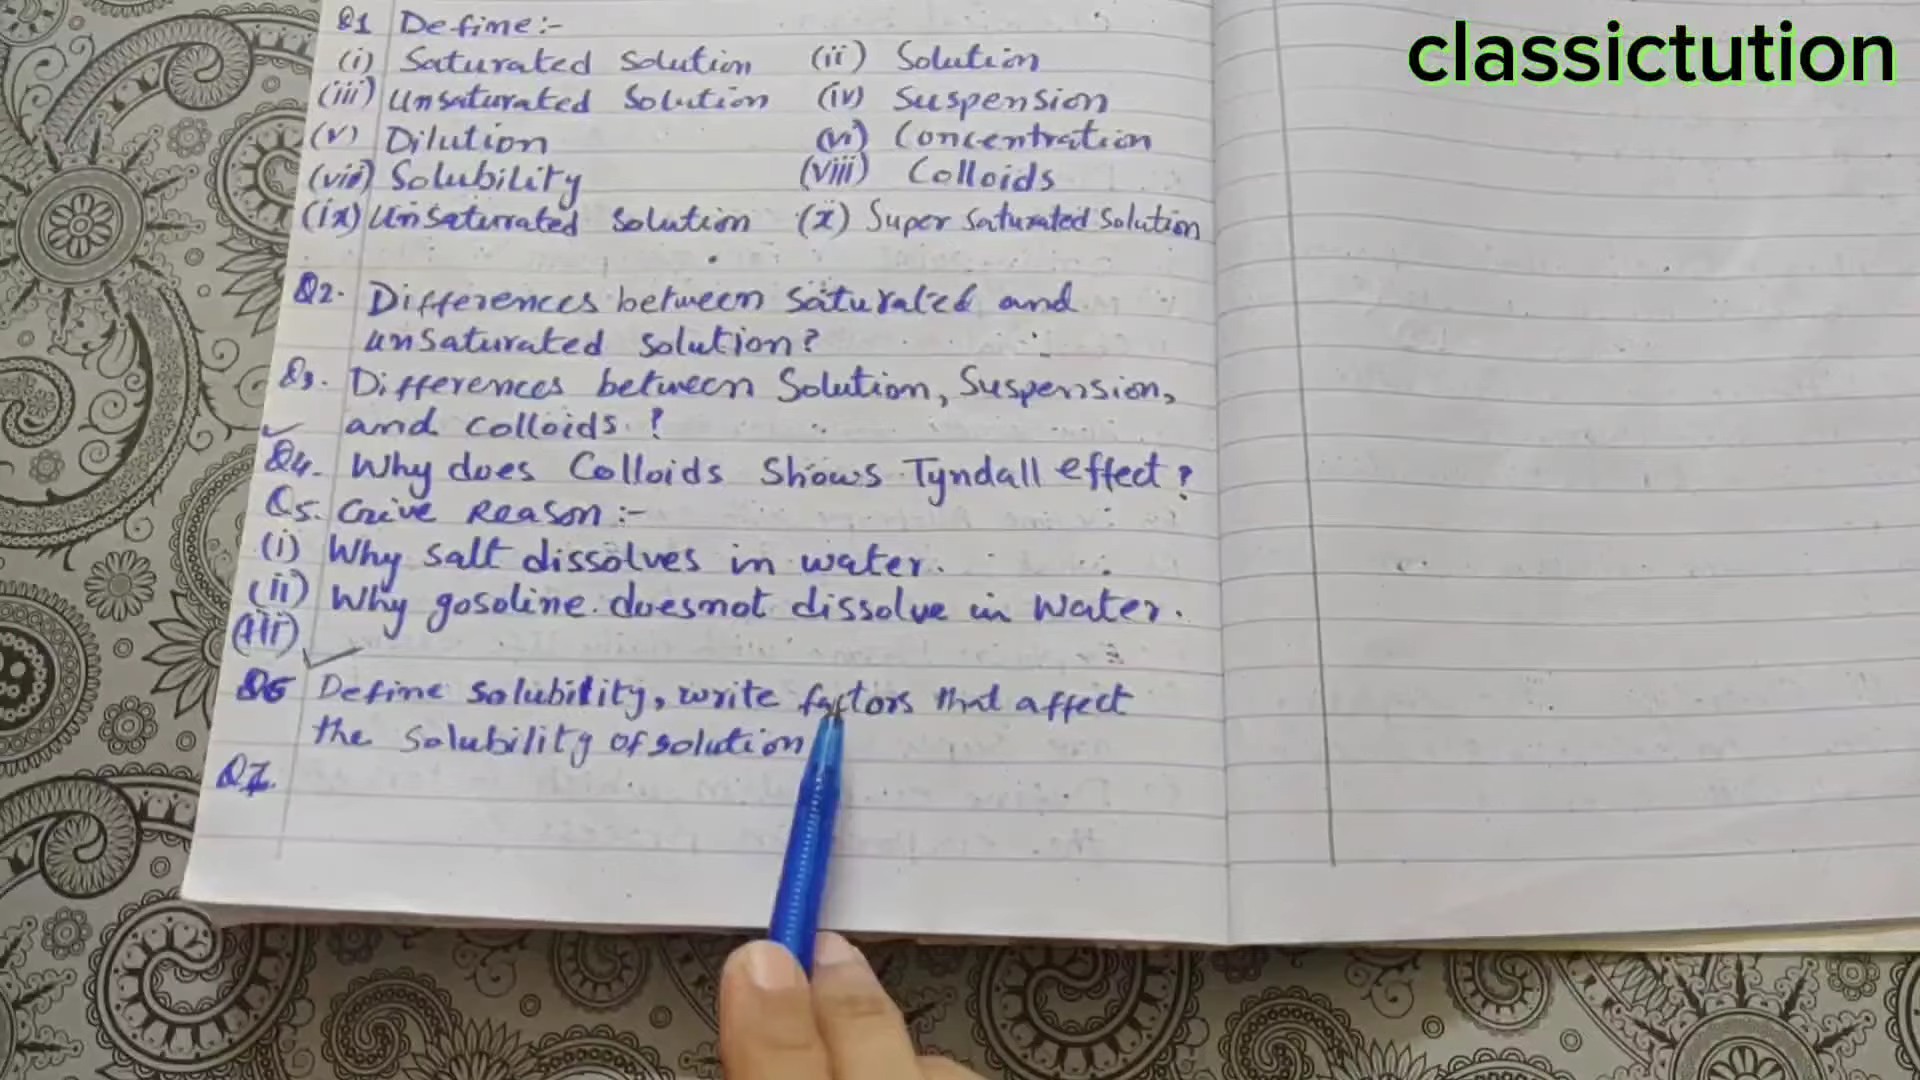 classictution
Q1 Define:-
(i) Saturated Solution (ii) Solution
(iii) Unsaturated Solution (iv) Suspension
(v) Dilution (vi) Concentration
(vii) Solubility (viii) Colloids
(ix) Unsaturated Solution (x) Super Saturated Solution
Q2. Differences between saturated and
unsaturated solution?
Q3. Differences between Solution, Suspension,
and colloids.?
Q4. Why does Colloids Shows Tyndall effect?
Q5. Give Reason:-
(i) Why salt dissolves in water.
(ii) Why gosoline doesnot dissolve in Water.
(iii)
Q6 Define solubility, write factors that affect
the solubility of solution
Q7.